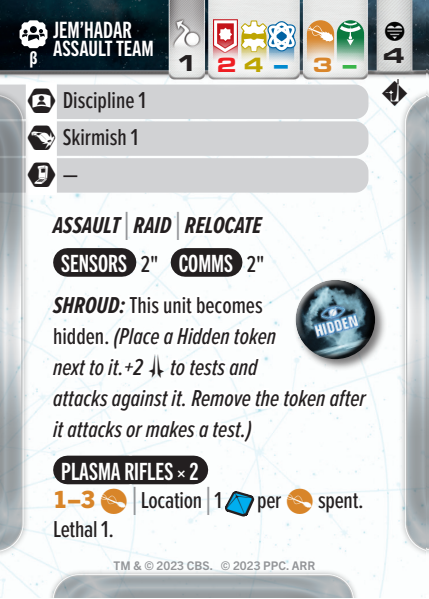 JEM'HADAR
ASSAULT TEAM
β
1
2 4 –
3 –
4
Discipline 1
Skirmish 1
—
ASSAULT | RAID | RELOCATE
SENSORS 2" COMMS 2"
SHROUD: This unit becomes
hidden. (Place a Hidden token
next to it.+2 to tests and
attacks against it. Remove the token after
it attacks or makes a test.)
HIDDEN
PLASMA RIFLES × 2
1–3 | Location | 1 per spent.
Lethal 1.
TM & © 2023 CBS. © 2023 PPC. ARR